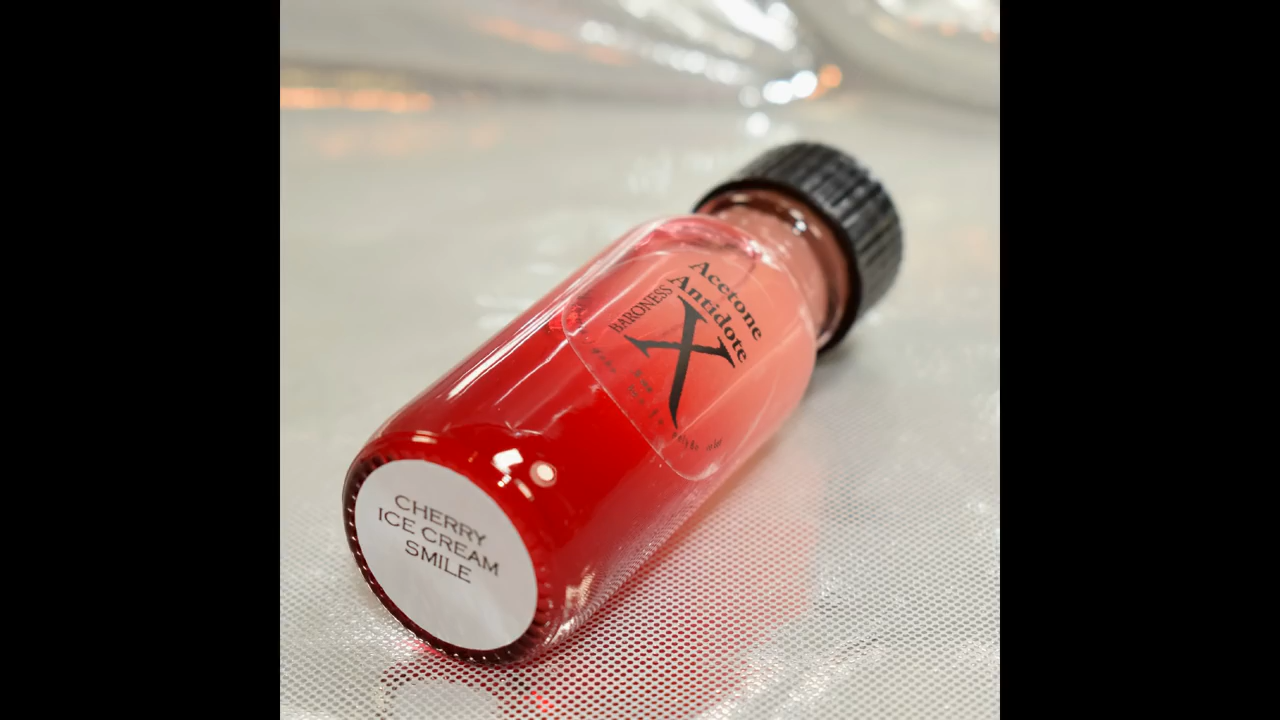 Acetone
Antidote
BARONESS
X
CHERRY
ICE CREAM
SMILE